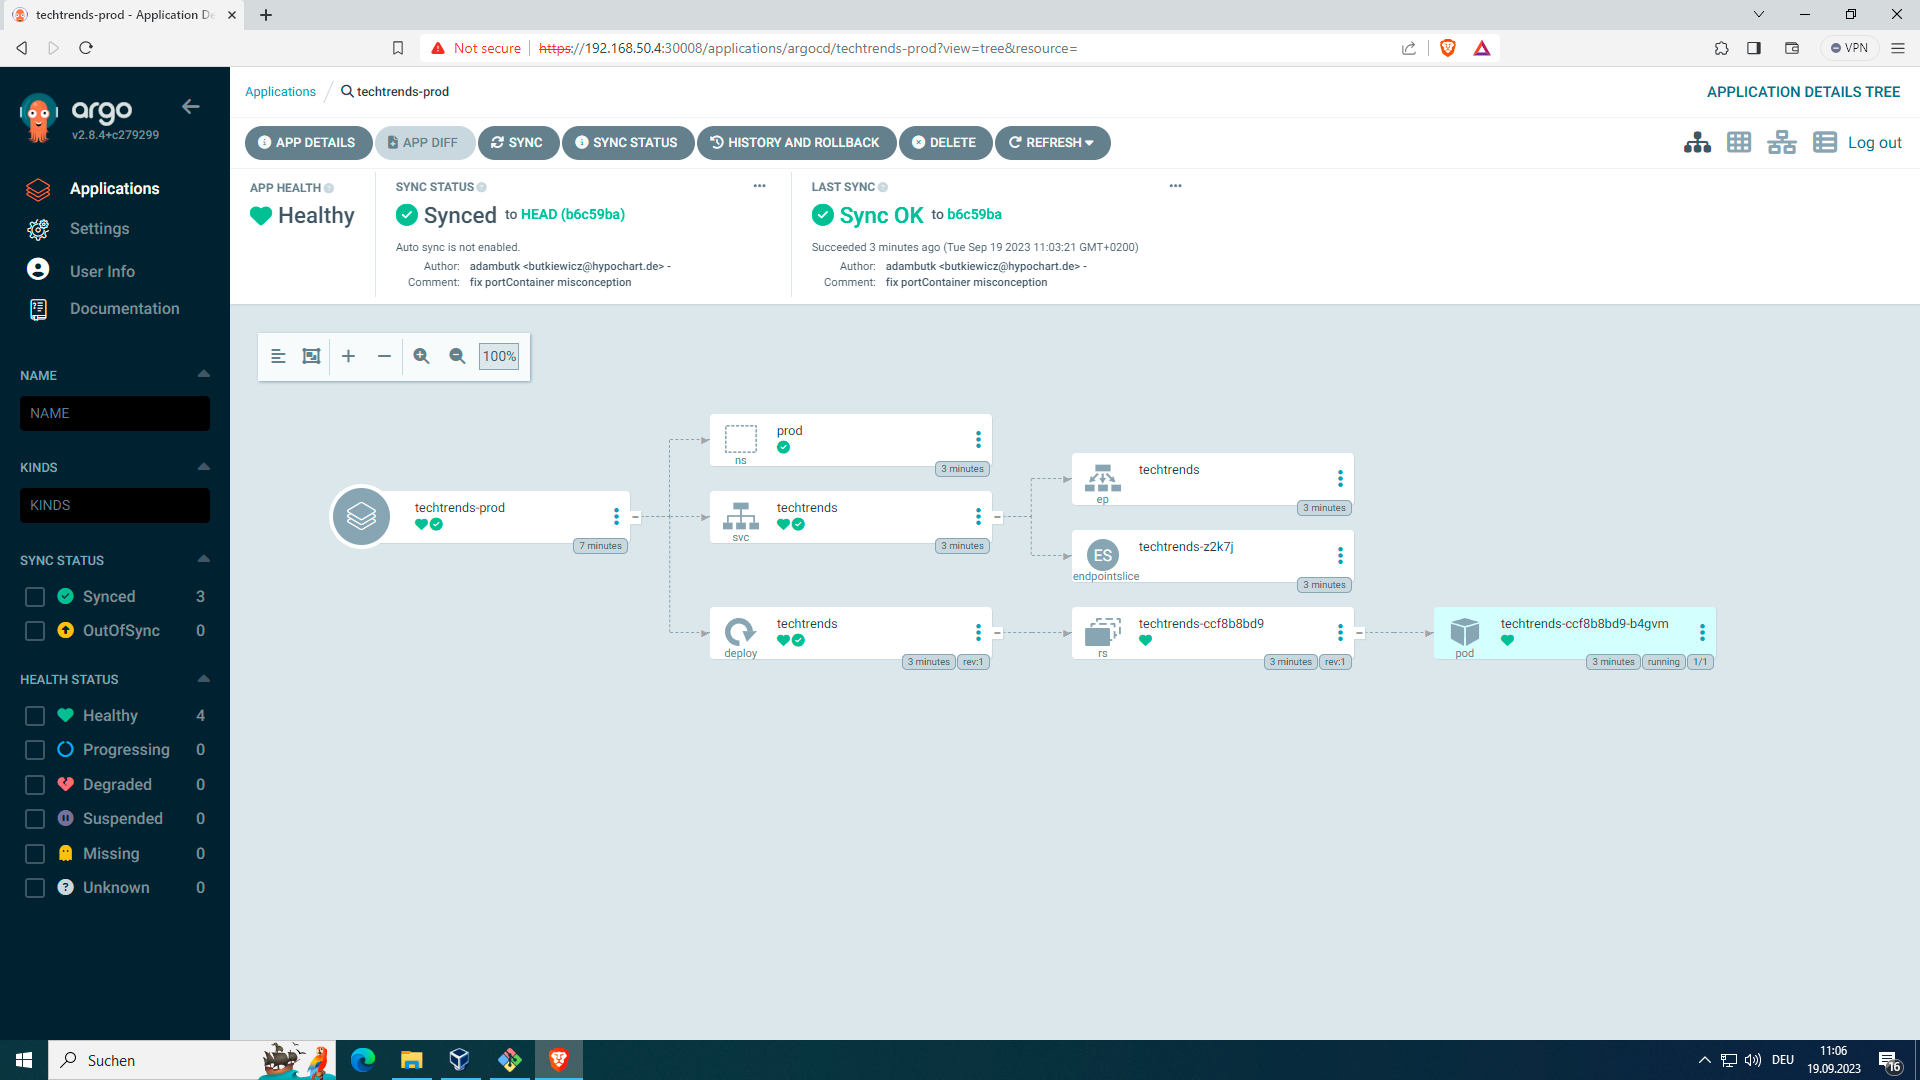 techtrends-prod - Application De
Not secure
https://192.168.50.4:30008/applications/argocd/techtrends-prod?view=tree&resource=
VPN
argo
v2.8.4+c279299
Applications
Settings
User Info
Documentation
NAME
NAME
KINDS
KINDS
SYNC STATUS
Synced 3
OutOfSync 0
HEALTH STATUS
Healthy 4
Progressing 0
Degraded 0
Suspended 0
Missing 0
Unknown 0
Applications / techtrends-prod
APPLICATION DETAILS TREE
APP DETAILS
APP DIFF
SYNC
SYNC STATUS
HISTORY AND ROLLBACK
DELETE
REFRESH
Log out
APP HEALTH
Healthy
SYNC STATUS
Synced to HEAD (b6c59ba)
Auto sync is not enabled.
Author: adambutk <butkiewicz@hypochart.de> -
Comment: fix portContainer misconception
LAST SYNC
Sync OK to b6c59ba
Succeeded 3 minutes ago (Tue Sep 19 2023 11:03:21 GMT+0200)
Author: adambutk <butkiewicz@hypochart.de> -
Comment: fix portContainer misconception
100%
techtrends-prod
7 minutes
ns
prod
3 minutes
svc
techtrends
3 minutes
ep
techtrends
3 minutes
ES
endpointslice
techtrends-z2k7j
3 minutes
deploy
techtrends
3 minutes
rev:1
rs
techtrends-ccf8b8bd9
3 minutes
rev:1
pod
techtrends-ccf8b8bd9-b4gvm
3 minutes
running
1/1
Suchen
DEU
11:06
19.09.2023
16